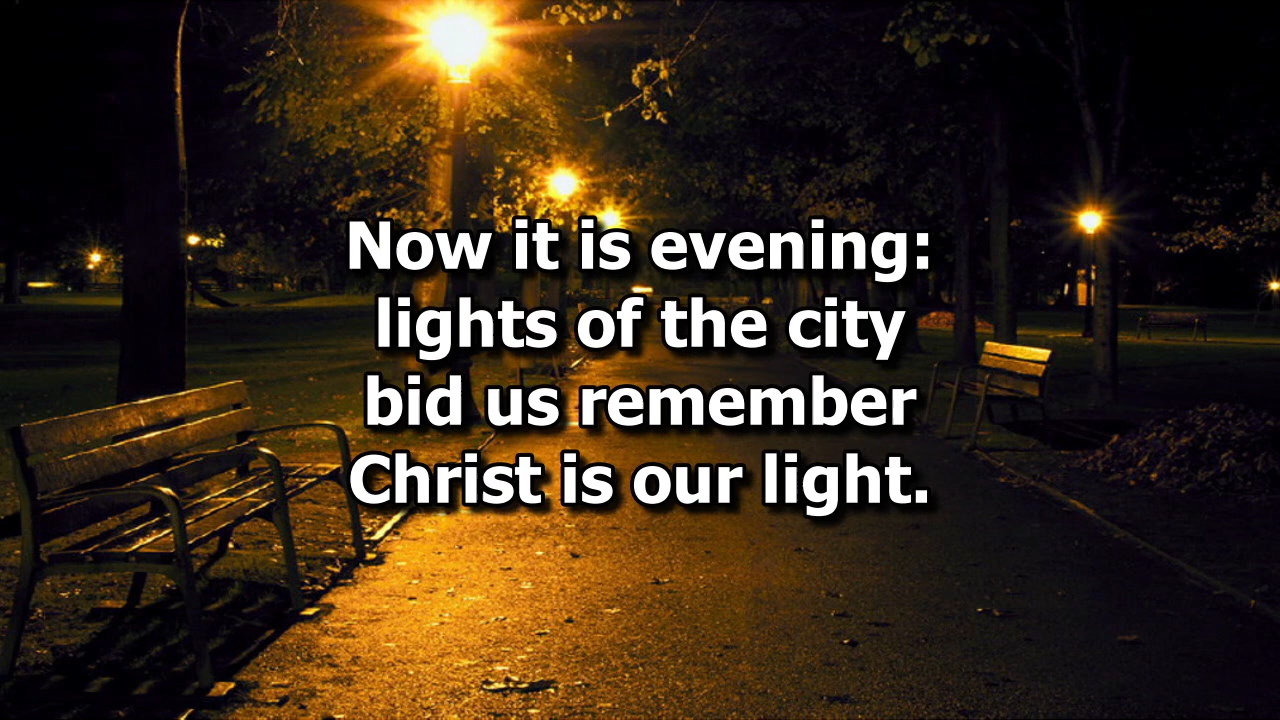 Now it is evening:
lights of the city
bid us remember
Christ is our light.